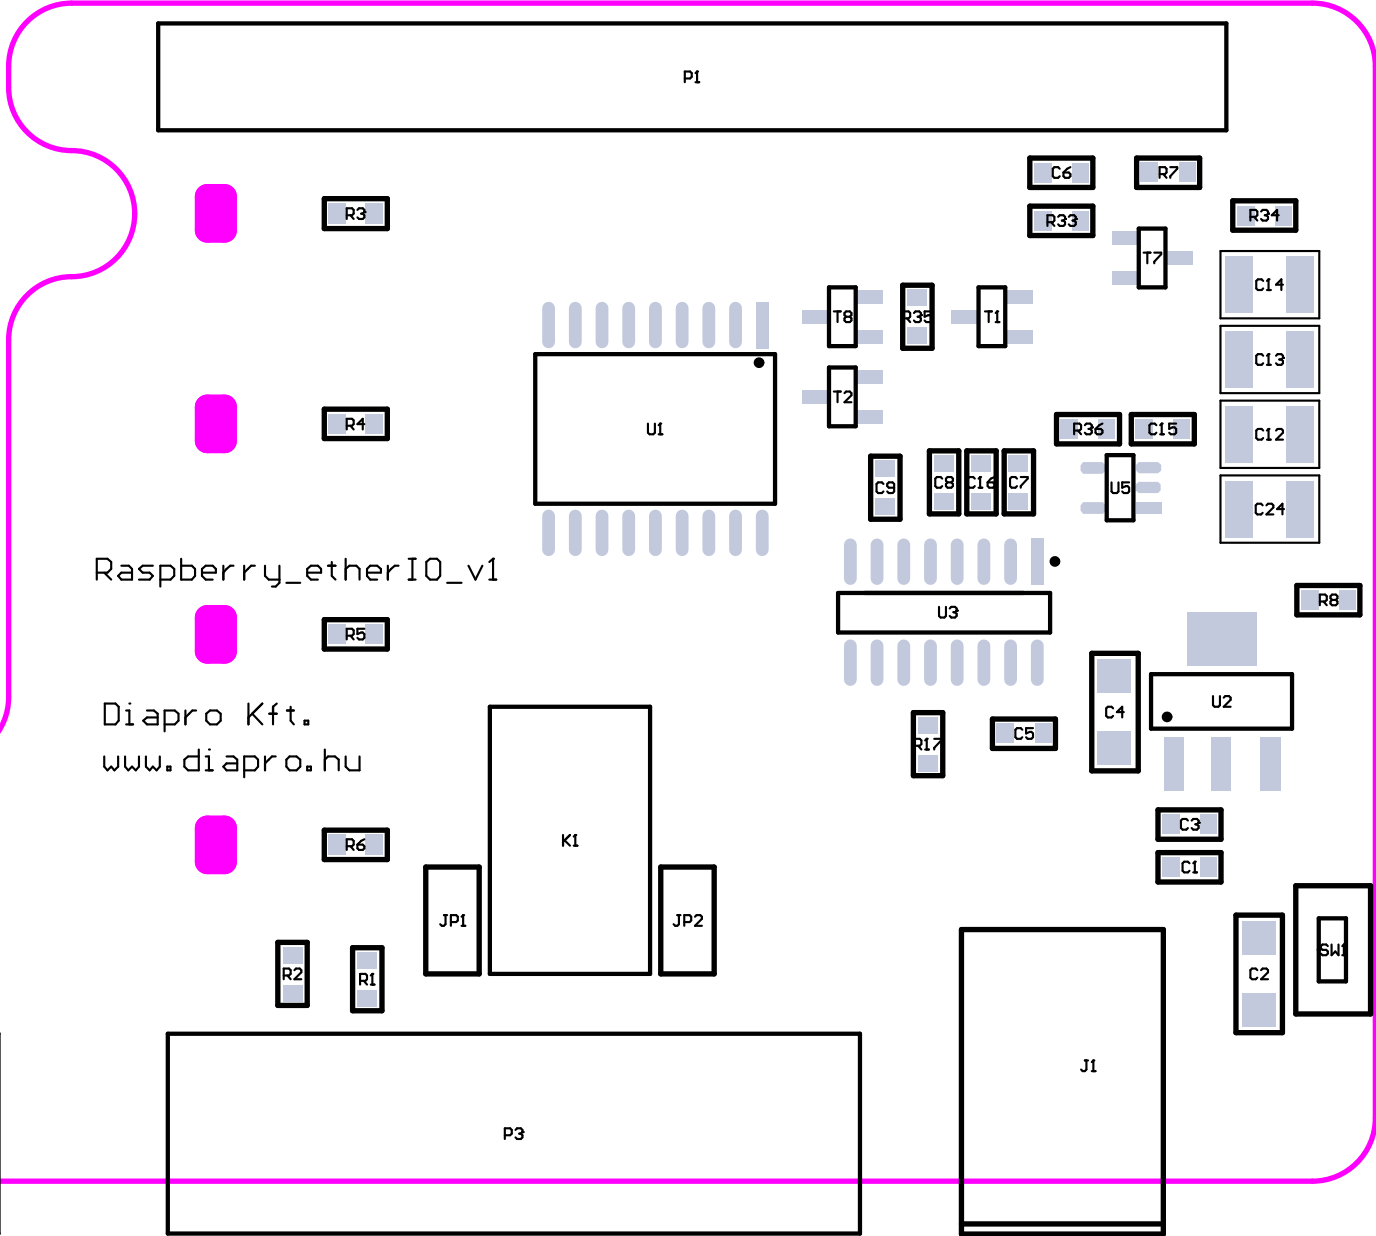 P1
C6 R7
R3 R33 R34
T7
C14
T8 R35 T1
C13
T2
R4 U1 R36 C15 C12
C9 C8 C16 C7 U5
C24
Raspberry_etherIO_v1
R8
U3
R5
U2
Diapro Kft. C4
R17 C5
www.diapro.hu
C3
K1 R6
C1
JP1 JP2
SW1
R2 R1 C2
J1
P3